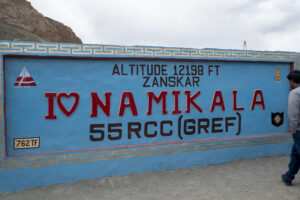 ALTITUDE 12198 FT
ZANSKAR
I ♥ NAMIKALA
55 RCC (GREF)
762 TF